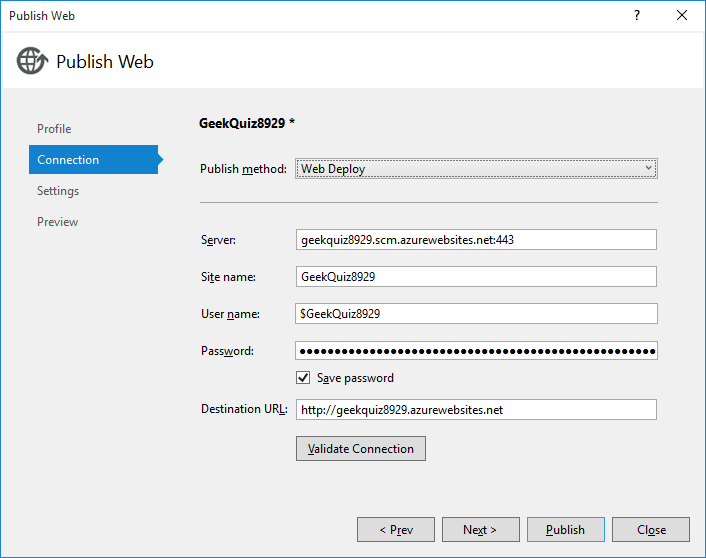 Publish Web
?
Publish Web
Profile
Connection
Settings
Preview
GeekQuiz8929 *
Publish method: Web Deploy
Server: geekquiz8929.scm.azurewebsites.net:443
Site name: GeekQuiz8929
User name: $GeekQuiz8929
Password: ●●●●●●●●●●●●●●●●●●●●●●●●●●●●●●●●●●●●●●●●●●●●●●●●●●●
Save password
Destination URL: http://geekquiz8929.azurewebsites.net
Validate Connection
< Prev Next > Publish Close